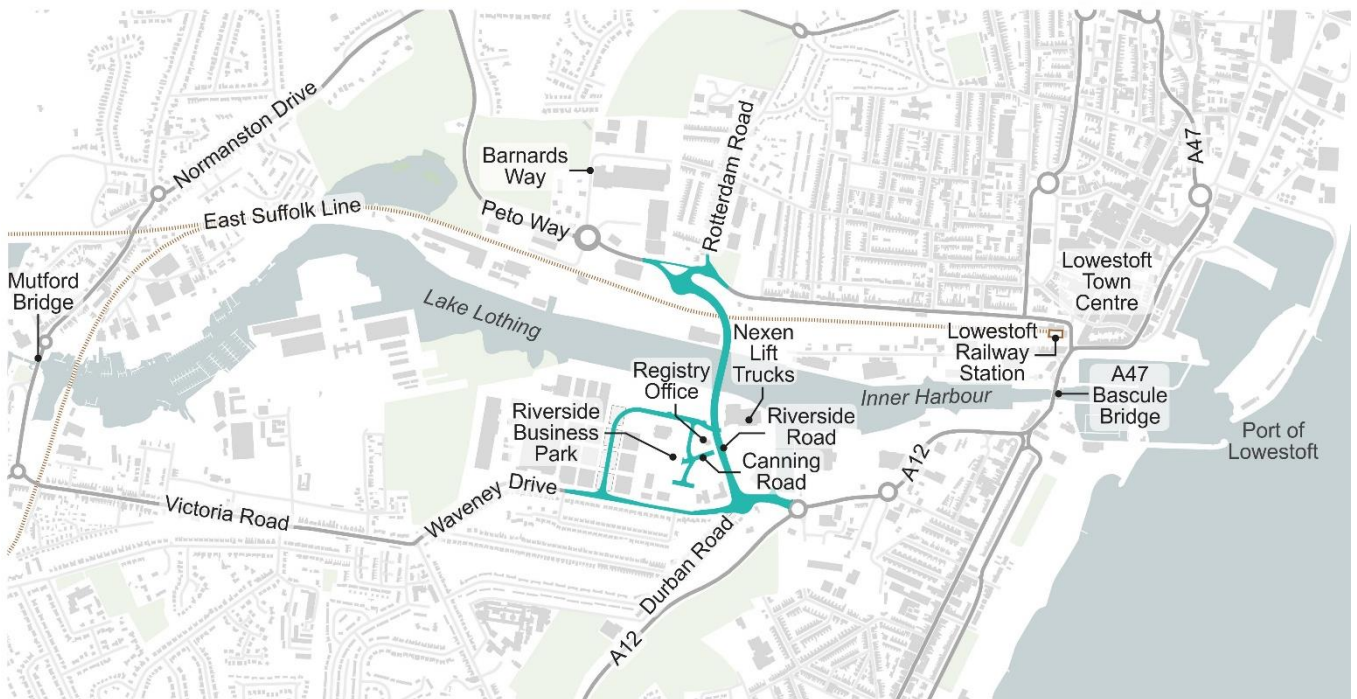 Normanston Drive
Barnards
Way
Rotterdam Road
A47
East Suffolk Line
Peto Way
Mutford
Bridge
Lake Lothing
Lowestoft
Town
Centre
Nexen
Lift
Trucks
Lowestoft
Railway
Station
Registry
Office
Inner Harbour
A47
Bascule
Bridge
Riverside
Business
Park
Riverside
Road
Port of
Lowestoft
Canning
Road
A12
Waveney Drive
Victoria Road
Durban Road
A12